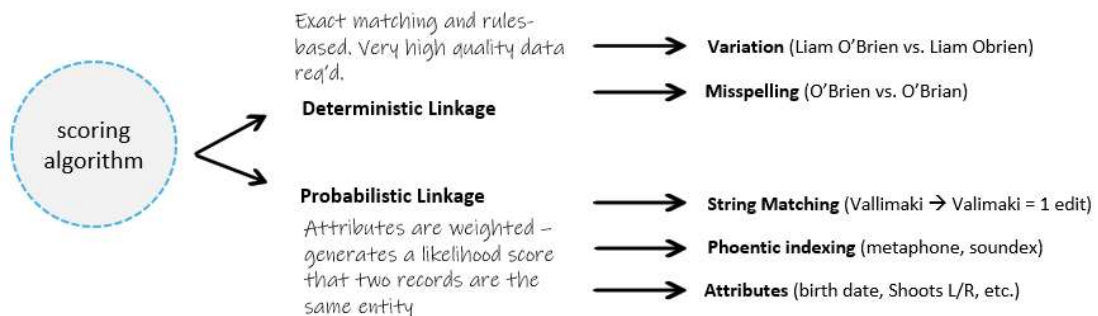 scoring
algorithm
Exact matching and rules-
based. Very high quality data
req'd.
Deterministic Linkage
Variation (Liam O'Brien vs. Liam Obrien)
Misspelling (O'Brien vs. O'Brian)
Probabilistic Linkage
Attributes are weighted –
generates a likelihood score
that two records are the
same entity
String Matching (Vallimaki → Valimaki = 1 edit)
Phoentic indexing (metaphone, soundex)
Attributes (birth date, Shoots L/R, etc.)